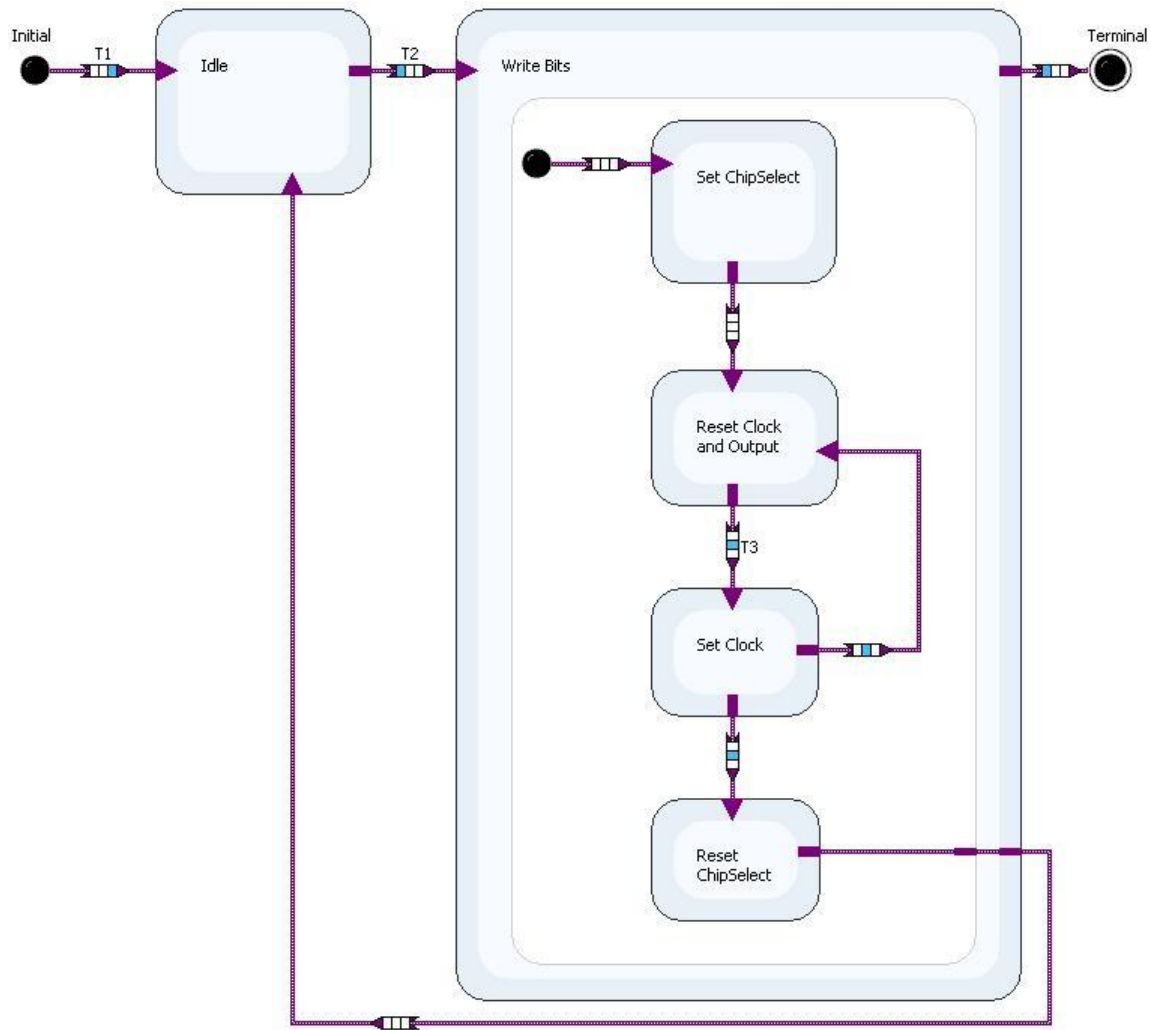 Initial
T1
Idle
T2
Write Bits
Terminal
Set ChipSelect
Reset Clock
and Output
T3
Set Clock
Reset
ChipSelect